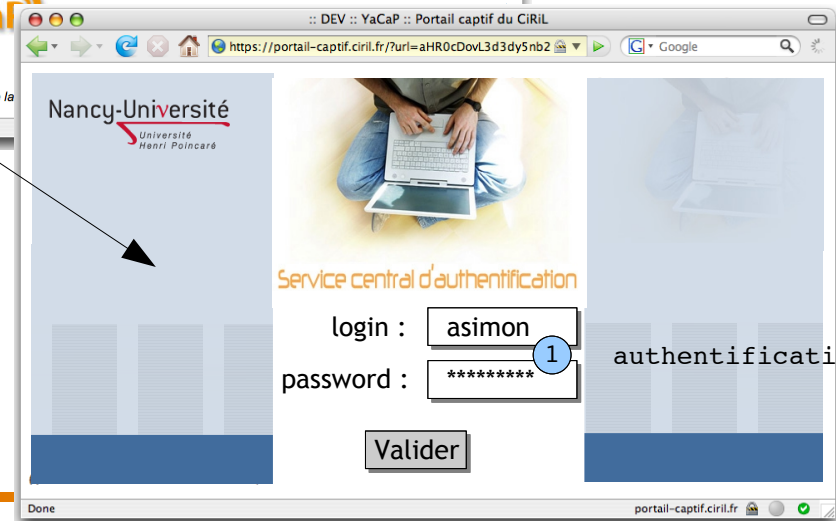 :: DEV :: YaCaP :: Portail captif du CiRiL
https://portail-captif.ciril.fr/?url=aHR0cDovL3d3dy5nb2
G Google
la
Nancy-Université
Université
Henri Poincaré
Service central d'authentification
login : asimon
1
password : *********
authentificati
Valider
Done
portail-captif.ciril.fr